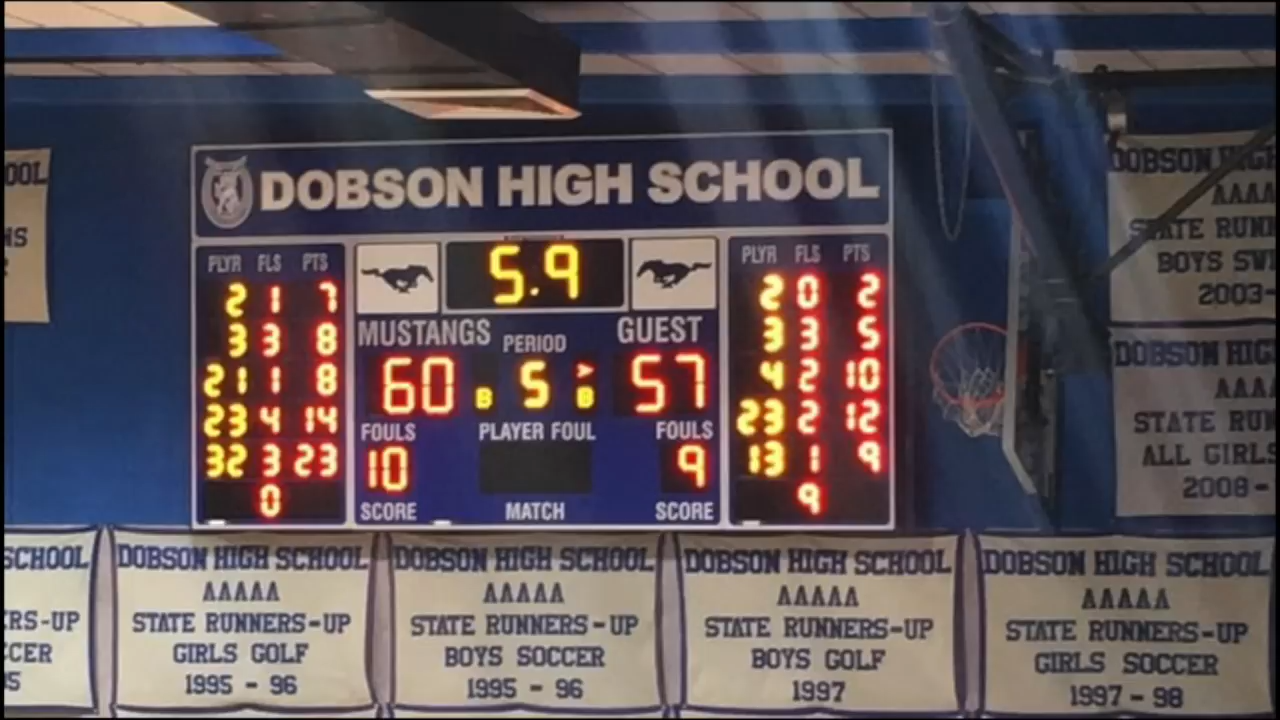 DOBSON HIGH SCHOOL
PLYR FLS PTS
2 1 7
3 3 8
21 1 8
23 4 14
32 3 23
0
5.9
MUSTANGS PERIOD GUEST
60 B 5 B 57
FOULS PLAYER FOUL FOULS
10 9
SCORE MATCH SCORE
PLYR FLS PTS
2 0 2
3 3 5
4 2 10
23 2 12
13 1 9
9
OOL
NS
DOBSON HIGH
AAAA
STATE RUNN
BOYS SWI
2003-
DOBSON HIG
AAAA
STATE RUN
ALL GIRLS
2008-
SCHOOL
RS-UP
CCER
DOBSON HIGH SCHOOL
AAAAA
STATE RUNNERS-UP
GIRLS GOLF
1995 - 96
DOBSON HIGH SCHOOL
AAAAA
STATE RUNNERS-UP
BOYS SOCCER
1995 - 96
DOBSON HIGH SCHOOL
AAAAA
STATE RUNNERS-UP
BOYS GOLF
1997
DOBSON HIGH SCHOOL
AAAAA
STATE RUNNERS-UP
GIRLS SOCCER
1997 - 98